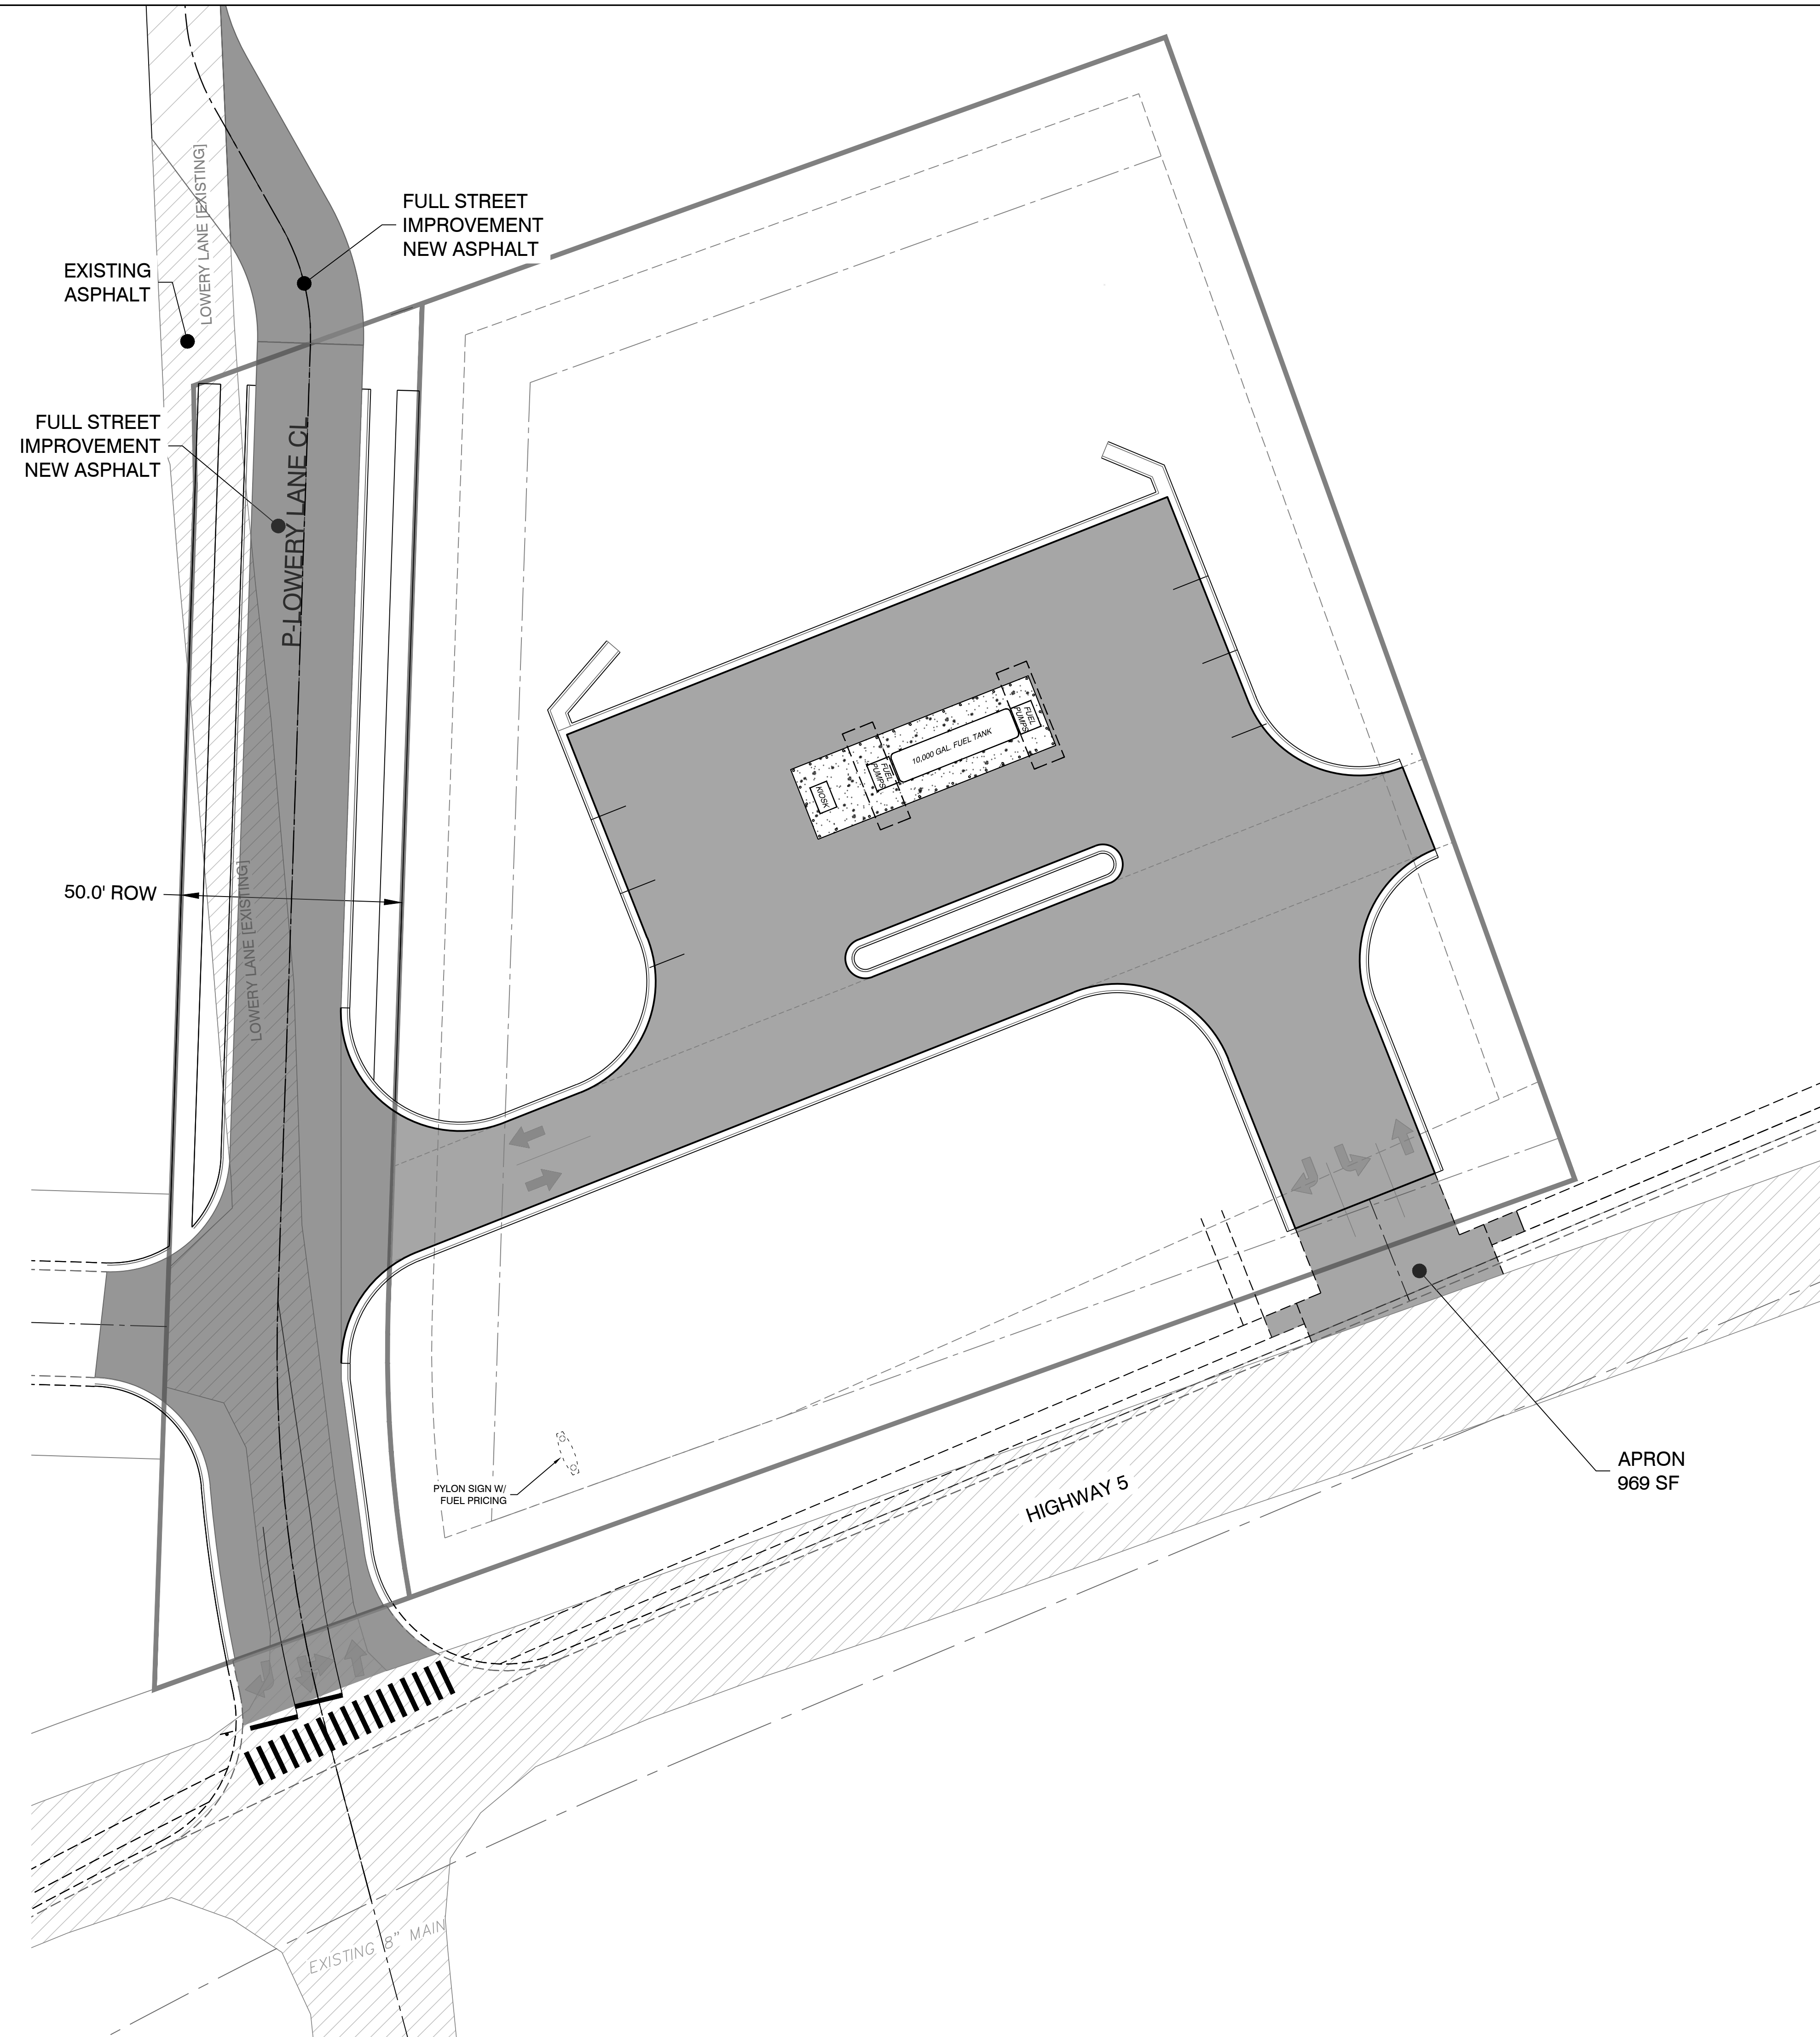 FULL STREET
IMPROVEMENT
NEW ASPHALT
LOWERY LANE [EXISTING]
EXISTING
ASPHALT
FULL STREET
IMPROVEMENT
NEW ASPHALT
P-LOWERY LANE CL
FUEL
PUMPS
10,000 GAL. FUEL TANK
FUEL
PUMPS
KIOSK
50.0' ROW
LOWERY LANE [EXISTING]
APRON
969 SF
PYLON SIGN W/
FUEL PRICING
HIGHWAY 5
EXISTING 8" MAIN